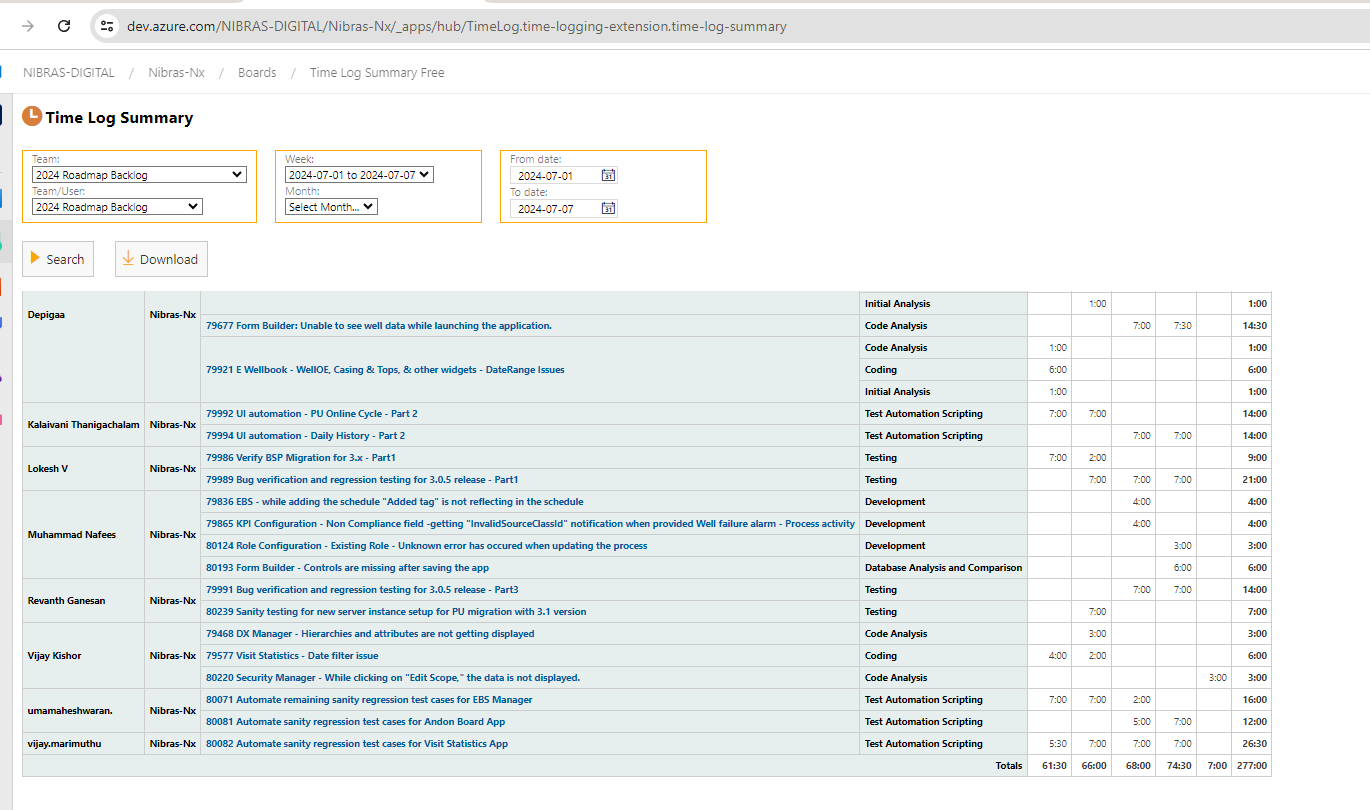 dev.azure.com/NIBRAS-DIGITAL/Nibras-Nx/_apps/hub/TimeLog.time-logging-extension.time-log-summary
NIBRAS-DIGITAL / Nibras-Nx / Boards / Time Log Summary Free
Time Log Summary
Team: Week: From date:
2024 Roadmap Backlog 2024-07-01 to 2024-07-07 2024-07-01
Team/User: Month: To date:
2024 Roadmap Backlog Select Month... 2024-07-07
Search Download
Depigaa Nibras-Nx Initial Analysis 1:00 1:00
79677 Form Builder: Unable to see well data while launching the application. Code Analysis 7:00 7:30 14:30
79921 E Wellbook - WellOE, Casing & Tops, & other widgets - DateRange Issues Code Analysis 1:00 1:00
Coding 6:00 6:00
Initial Analysis 1:00 1:00
Kalaivani Thanigachalam Nibras-Nx 79992 UI automation - PU Online Cycle - Part 2 Test Automation Scripting 7:00 7:00 14:00
79994 UI automation - Daily History - Part 2 Test Automation Scripting 7:00 7:00 14:00
Lokesh V Nibras-Nx 79986 Verify BSP Migration for 3.x - Part1 Testing 7:00 2:00 9:00
79989 Bug verification and regression testing for 3.0.5 release - Part1 Testing 7:00 7:00 7:00 21:00
Muhammad Nafees Nibras-Nx 79836 EBS - while adding the schedule "Added tag" is not reflecting in the schedule Development 4:00 4:00
79865 KPI Configuration - Non Compliance field -getting "InvalidSourceClassId" notification when provided Well failure alarm - Process activity Development 4:00 4:00
80124 Role Configuration - Existing Role - Unknown error has occured when updating the process Development 3:00 3:00
80193 Form Builder - Controls are missing after saving the app Database Analysis and Comparison 6:00 6:00
Revanth Ganesan Nibras-Nx 79991 Bug verification and regression testing for 3.0.5 release - Part3 Testing 7:00 7:00 14:00
80239 Sanity testing for new server instance setup for PU migration with 3.1 version Testing 7:00 7:00
Vijay Kishor Nibras-Nx 79468 DX Manager - Hierarchies and attributes are not getting displayed Code Analysis 3:00 3:00
79577 Visit Statistics - Date filter issue Coding 4:00 2:00 6:00
80220 Security Manager - While clicking on "Edit Scope," the data is not displayed. Code Analysis 3:00 3:00
umamaheshwaran. Nibras-Nx 80071 Automate remaining sanity regression test cases for EBS Manager Test Automation Scripting 7:00 7:00 2:00 16:00
80081 Automate sanity regression test cases for Andon Board App Test Automation Scripting 5:00 7:00 12:00
vijay.marimuthu Nibras-Nx 80082 Automate sanity regression test cases for Visit Statistics App Test Automation Scripting 5:30 7:00 7:00 7:00 26:30
Totals 61:30 66:00 68:00 74:30 7:00 277:00